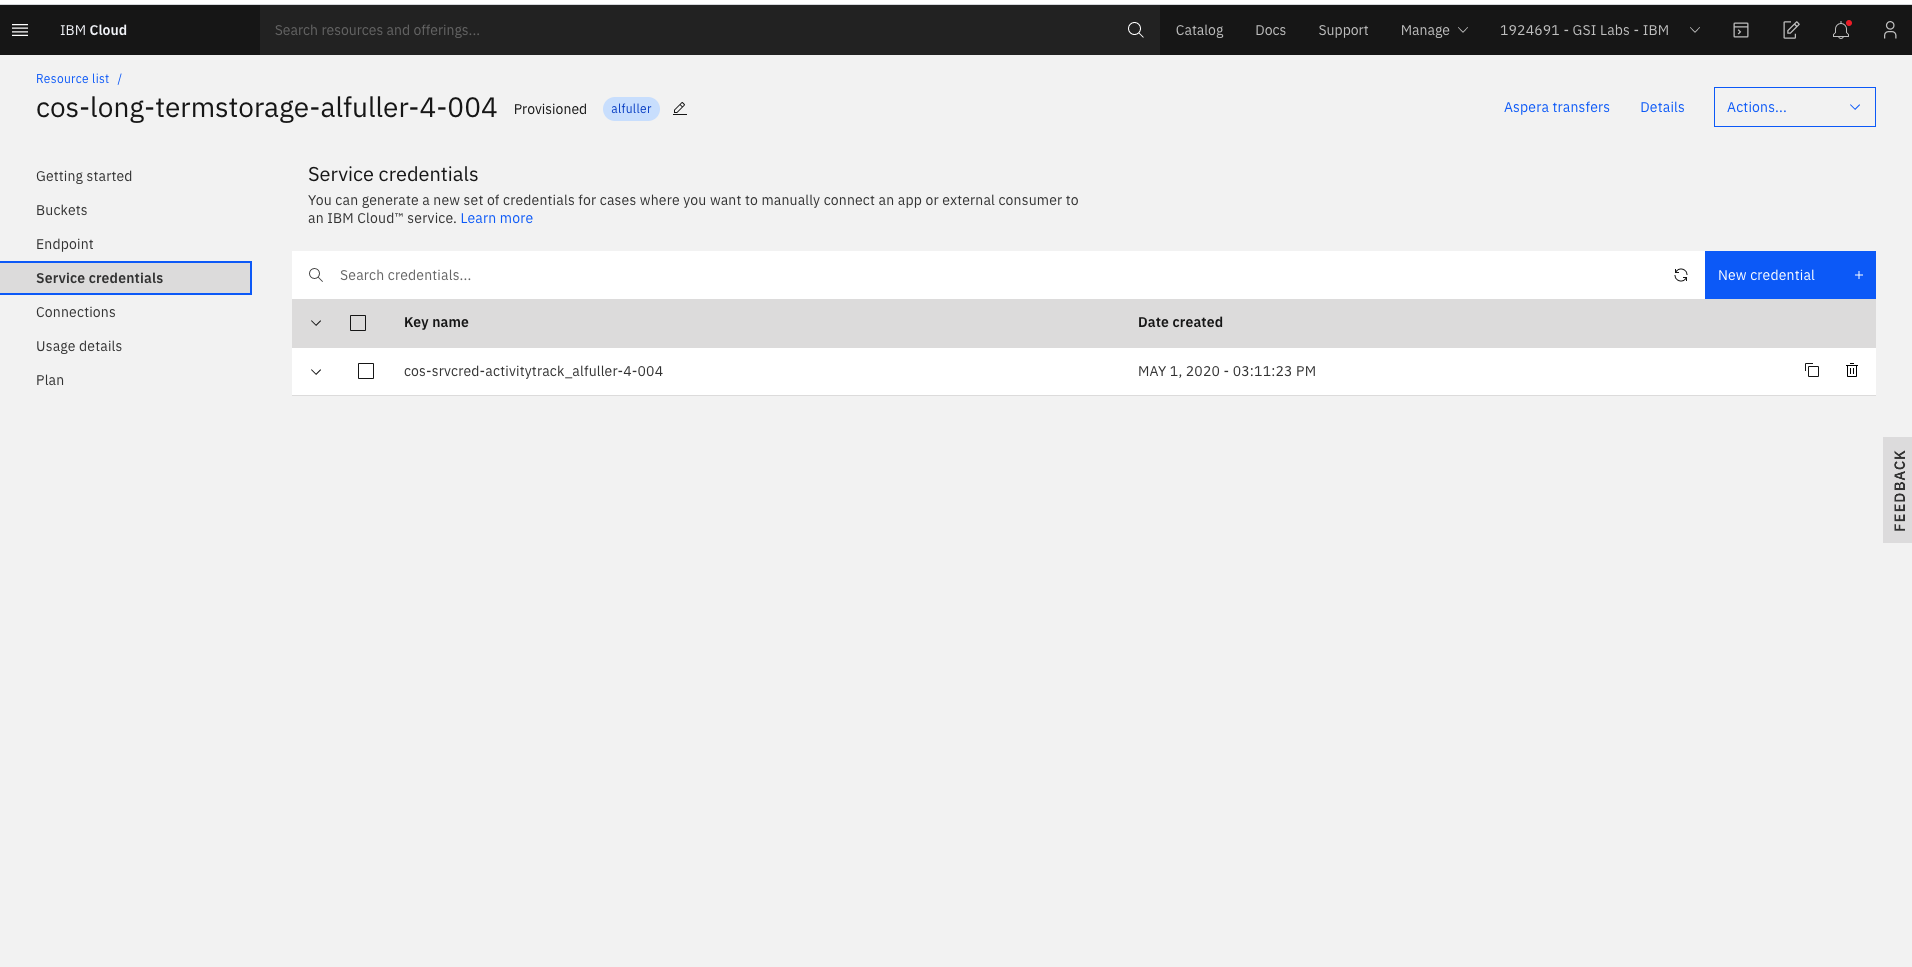 IBM Cloud
Search resources and offerings...
Catalog
Docs
Support
Manage
1924691 - GSI Labs - IBM
Resource list /
cos-long-termstorage-alfuller-4-004
Provisioned
alfuller
Aspera transfers
Details
Actions...
Getting started
Buckets
Endpoint
Service credentials
Connections
Usage details
Plan
Service credentials
You can generate a new set of credentials for cases where you want to manually connect an app or external consumer to
an IBM Cloud™ service. Learn more
Search credentials...
New credential +
Key name
Date created
cos-srvcred-activitytrack_alfuller-4-004
MAY 1, 2020 - 03:11:23 PM
FEEDBACK